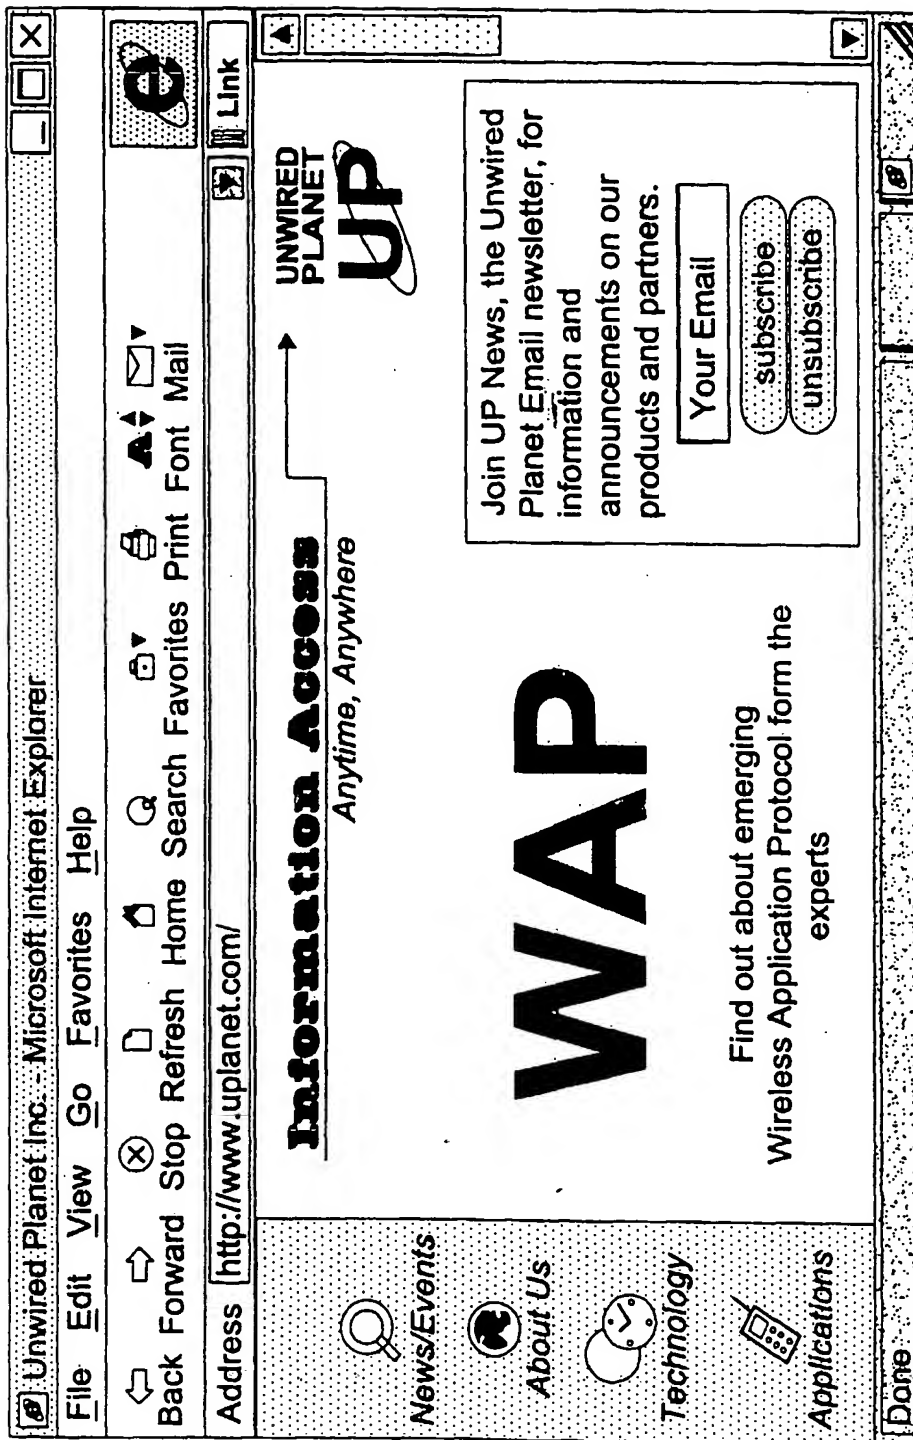 Unwired Planet Inc. - Microsoft Internet Explorer
File Edit View Go Favorites Help
Back Forward Stop Refresh Home Search Favorites Print Font Mail
Address http://www.uplanet.com/ Link
Information Access
Anytime, Anywhere
UNWIRED
PLANET
UP
News/Events
About Us
Technology
Applications
WAP
Find out about emerging
Wireless Application Protocol form the
experts
Join UP News, the Unwired
Planet Email newsletter, for
information and
announcements on our
products and partners.
Your Email
subscribe
unsubscribe
Done